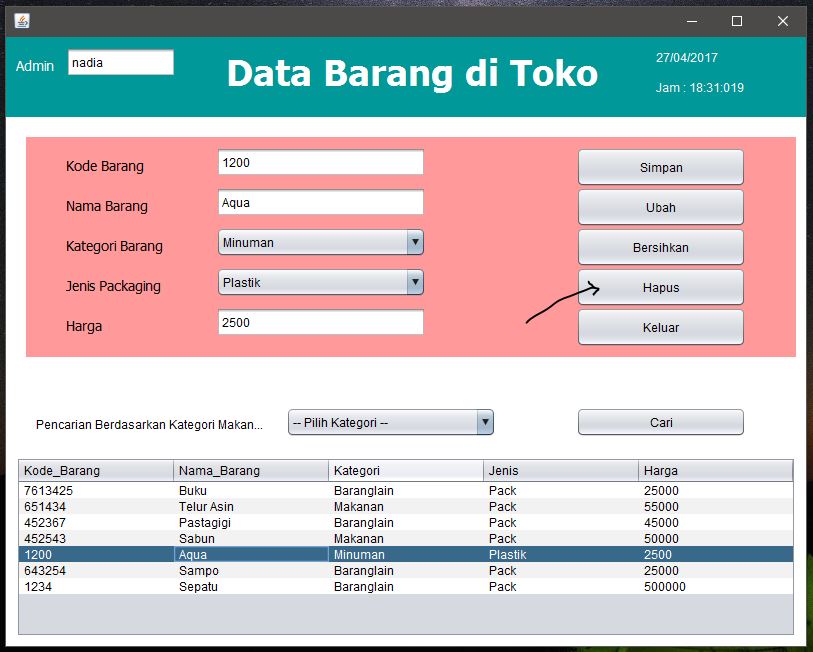 Admin nadia Data Barang di Toko 27/04/2017
Jam : 18:31:019
Kode Barang 1200 Simpan
Nama Barang Aqua Ubah
Kategori Barang Minuman Bersihkan
Jenis Packaging Plastik Hapus
Harga 2500 Keluar
Pencarian Berdasarkan Kategori Makan... -- Pilih Kategori -- Cari
Kode_Barang Nama_Barang Kategori Jenis Harga
7613425 Buku Baranglain Pack 25000
651434 Telur Asin Makanan Pack 55000
452367 Pastagigi Baranglain Pack 45000
452543 Sabun Makanan Pack 50000
1200 Aqua Minuman Plastik 2500
643254 Sampo Baranglain Pack 25000
1234 Sepatu Baranglain Pack 500000